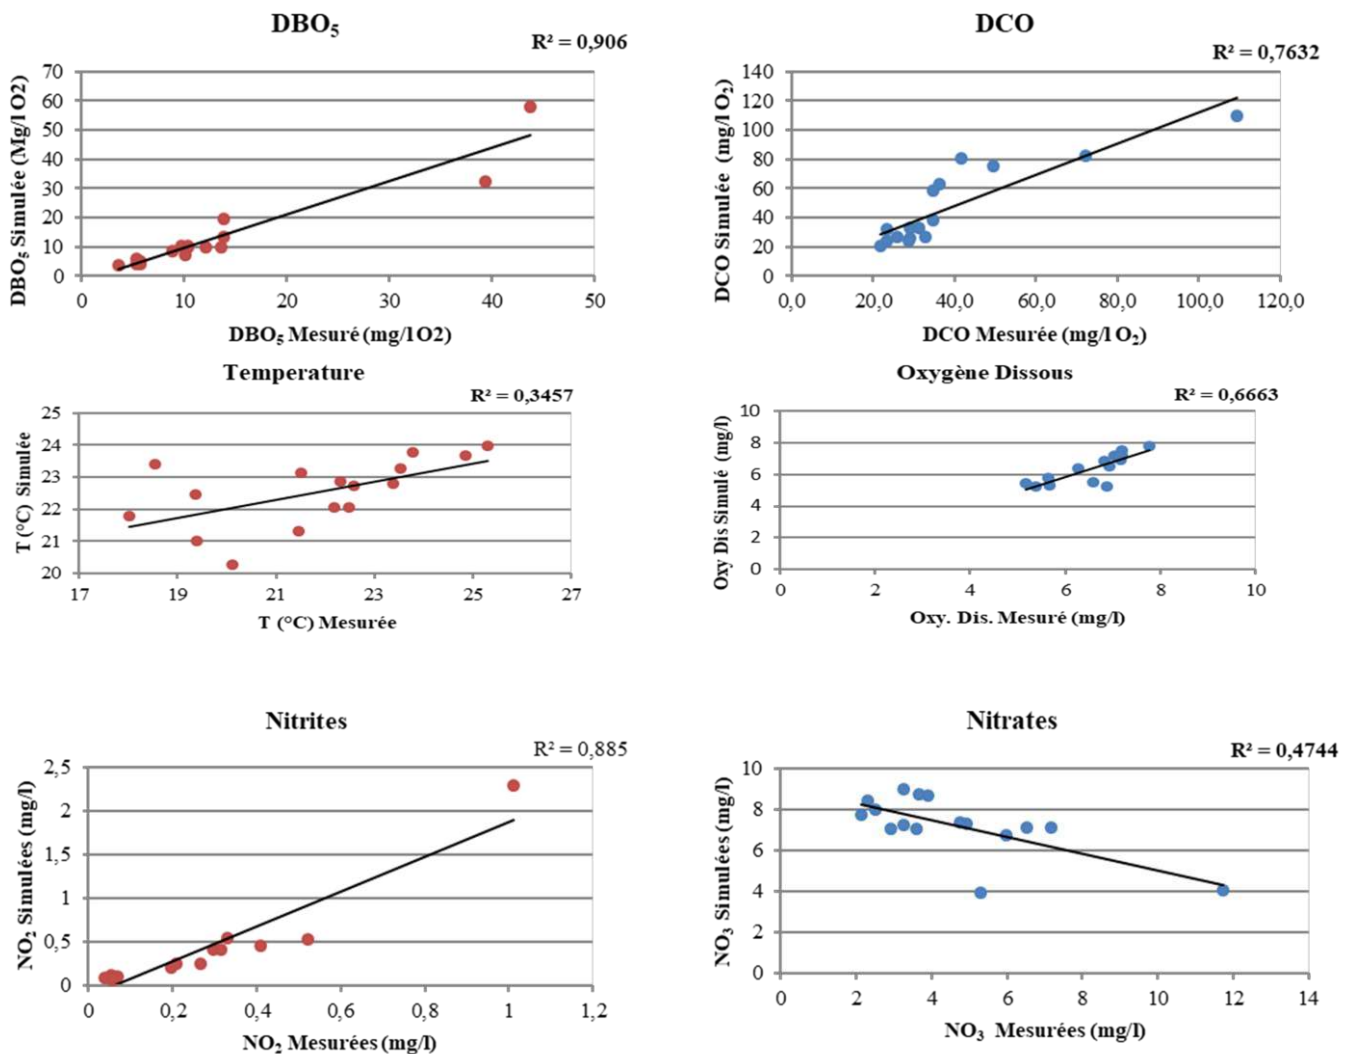 DBO₅
R² = 0,906
DBO₅ Simulée (Mg/l O2)
70
60
50
40
30
20
10
0
0 10 20 30 40 50
DBO₅ Mesuré (mg/l O2)
DCO
R² = 0,7632
DCO Simulée (mg/l O₂)
140
120
100
80
60
40
20
0
0,0 20,0 40,0 60,0 80,0 100,0 120,0
DCO Mesurée (mg/l O₂)
Temperature
R² = 0,3457
T (°C) Simulée
25
24
23
22
21
20
17 19 21 23 25 27
T (°C) Mesurée
Oxygène Dissous
R² = 0,6663
Oxy Dis Simulé (mg/l)
10
8
6
4
2
0
0 2 4 6 8 10
Oxy. Dis. Mesuré (mg/l)
Nitrites
R² = 0,885
NO₂ Simulées (mg/l)
2,5
2
1,5
1
0,5
0
0 0,2 0,4 0,6 0,8 1 1,2
NO₂ Mesurées (mg/l)
Nitrates
R² = 0,4744
NO₃ Simulées (mg/l)
10
8
6
4
2
0
0 2 4 6 8 10 12 14
NO₃ Mesurées (mg/l)